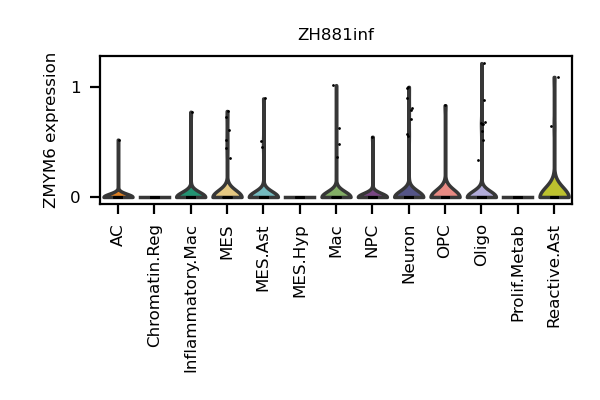 ZH881inf
ZMYM6 expression
1
0
AC
Chromatin.Reg
Inflammatory.Mac
MES
MES.Ast
MES.Hyp
Mac
NPC
Neuron
OPC
Oligo
Prolif.Metab
Reactive.Ast